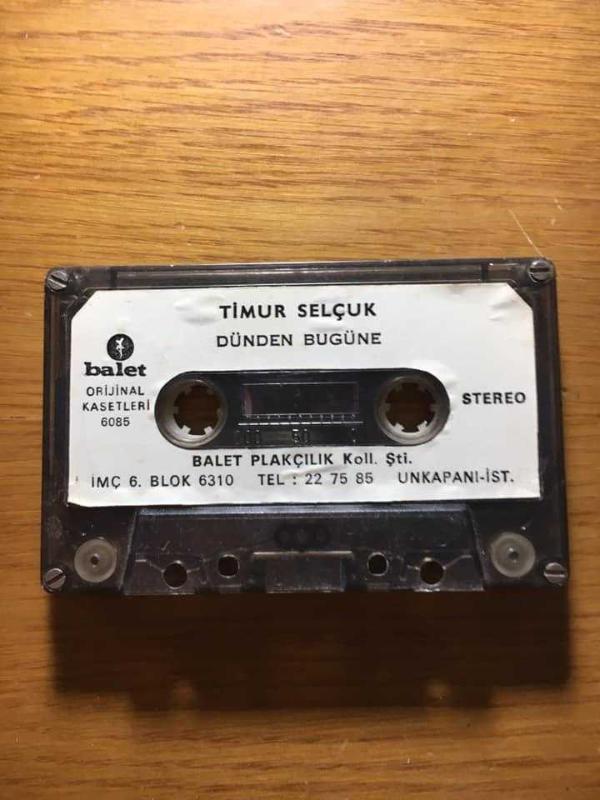 TİMUR SELÇUK
DÜNDEN BUGÜNE
balet
ORİJİNAL
KASETLERİ
6085
STEREO
BALET PLAKÇILIK Koll. Şti.
İMÇ 6. BLOK 6310 TEL : 22 75 85 UNKAPANI-İST.